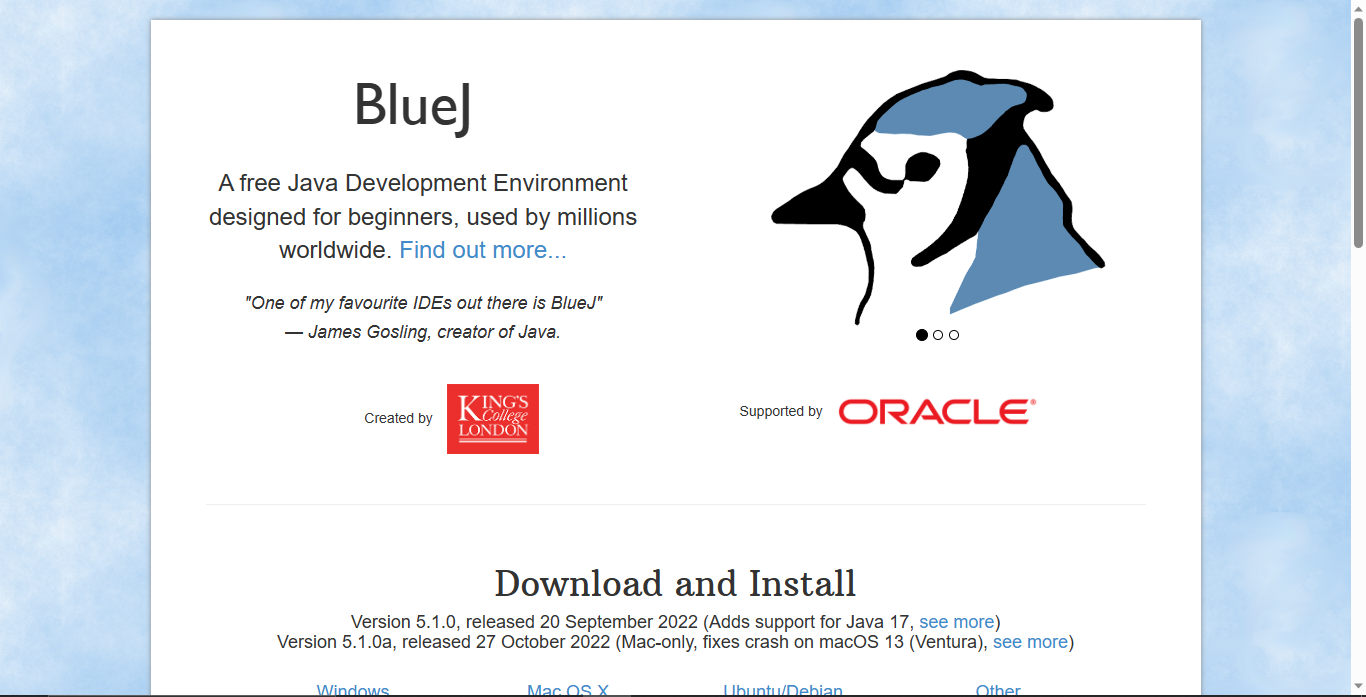 BlueJ
A free Java Development Environment
designed for beginners, used by millions
worldwide. Find out more...
"One of my favourite IDEs out there is BlueJ"
— James Gosling, creator of Java.
Created by
KING'S
College
LONDON
Supported by
ORACLE®
Download and Install
Version 5.1.0, released 20 September 2022 (Adds support for Java 17, see more)
Version 5.1.0a, released 27 October 2022 (Mac-only, fixes crash on macOS 13 (Ventura), see more)
Windows
Mac OS X
Ubuntu/Debian
Other